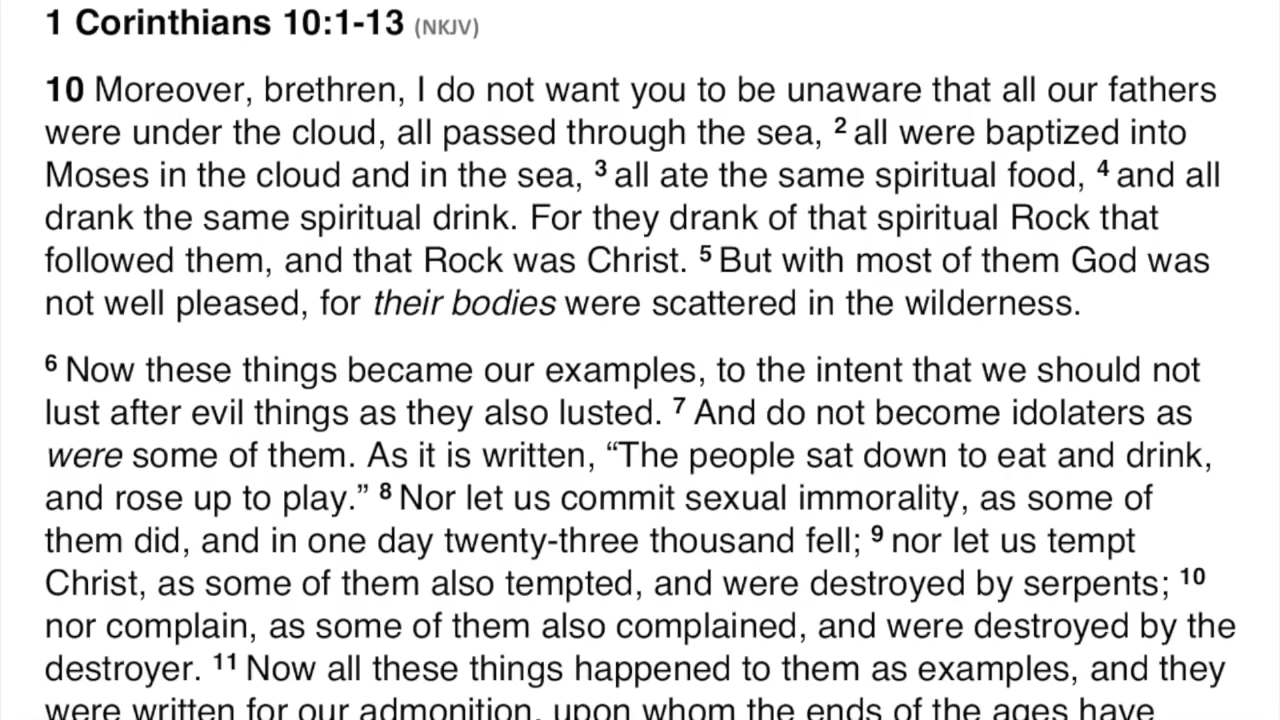 1 Corinthians 10:1-13 (NKJV)
10 Moreover, brethren, I do not want you to be unaware that all our fathers
were under the cloud, all passed through the sea, 2 all were baptized into
Moses in the cloud and in the sea, 3 all ate the same spiritual food, 4 and all
drank the same spiritual drink. For they drank of that spiritual Rock that
followed them, and that Rock was Christ. 5 But with most of them God was
not well pleased, for their bodies were scattered in the wilderness.
6 Now these things became our examples, to the intent that we should not
lust after evil things as they also lusted. 7 And do not become idolaters as
were some of them. As it is written, “The people sat down to eat and drink,
and rose up to play.” 8 Nor let us commit sexual immorality, as some of
them did, and in one day twenty-three thousand fell; 9 nor let us tempt
Christ, as some of them also tempted, and were destroyed by serpents; 10
nor complain, as some of them also complained, and were destroyed by the
destroyer. 11 Now all these things happened to them as examples, and they
were written for our admonition, upon whom the ends of the ages have